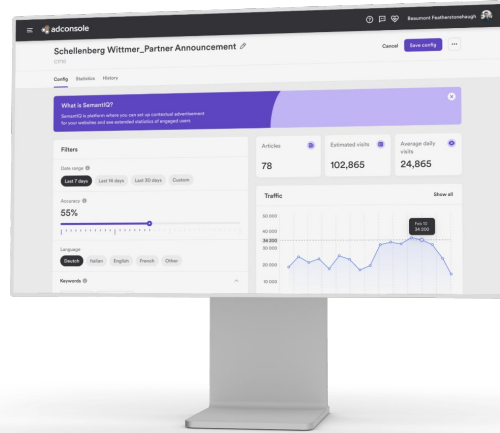 adconsole
Beaumont Featherstonehaugh
Schellenberg Wittmer_Partner Announcement
Cancel
Save config
Config Statistics History
What is SemantIQ?
SemantIQ is platform where you can set up contextual advertisement
for your websites and see extended statistics of engaged users
Filters
Date range
Last 7 days Last 14 days Last 30 days Custom
Accuracy
55%
Language
Deutch Italian English French Other
Keywords
Articles
78
Estimated visits
102,865
Average daily
visits
24,865
Traffic
Show all
50 000
40 000
34 200
30 000
20 000
10 000
Feb 10
34 200